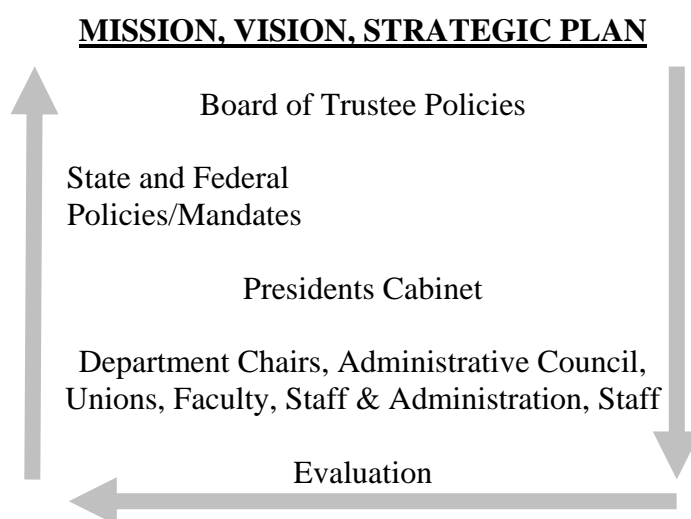 MISSION, VISION, STRATEGIC PLAN
Board of Trustee Policies
State and Federal
Policies/Mandates
Presidents Cabinet
Department Chairs, Administrative Council,
Unions, Faculty, Staff & Administration, Staff
Evaluation